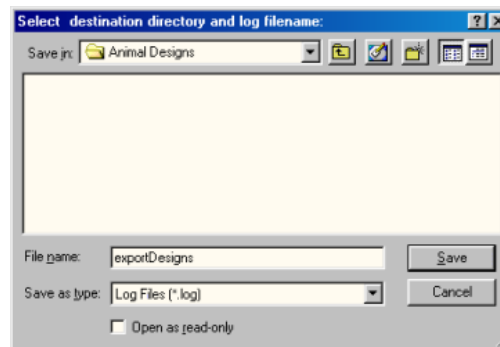 Select destination directory and log filename:
Save in: Animal Designs
File name: exportDesigns Save
Save as type: Log Files (*.log) Cancel
Open as read-only